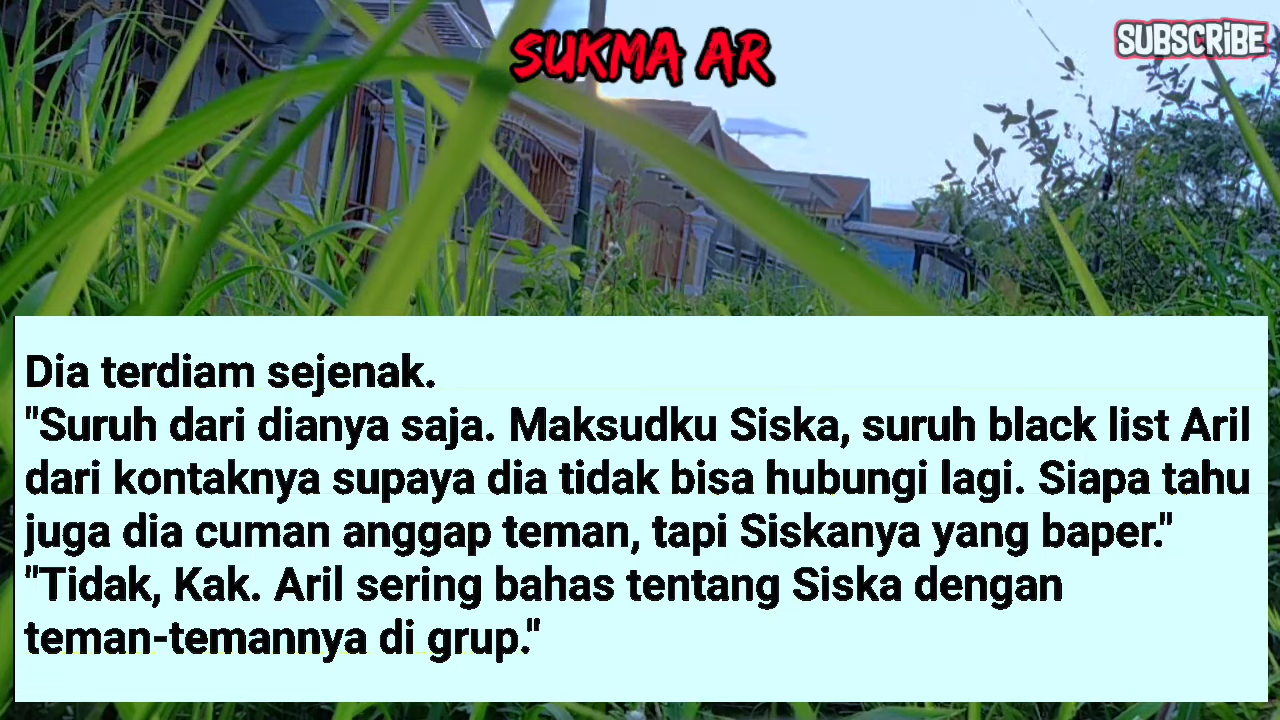 SUKMA AR
SUBSCRIBE
Dia terdiam sejenak.
"Suruh dari dianya saja. Maksudku Siska, suruh black list Aril
dari kontaknya supaya dia tidak bisa hubungi lagi. Siapa tahu
juga dia cuman anggap teman, tapi Siskanya yang baper."
"Tidak, Kak. Aril sering bahas tentang Siska dengan
teman-temannya di grup."